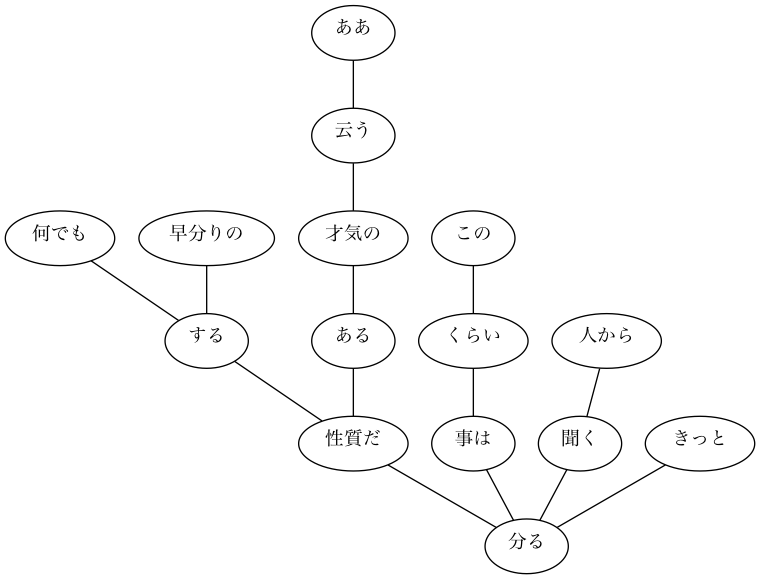 ああ
云う
何でも
早分りの
才気の
この
する
ある
くらい
人から
性質だ
事は
聞く
きっと
分る